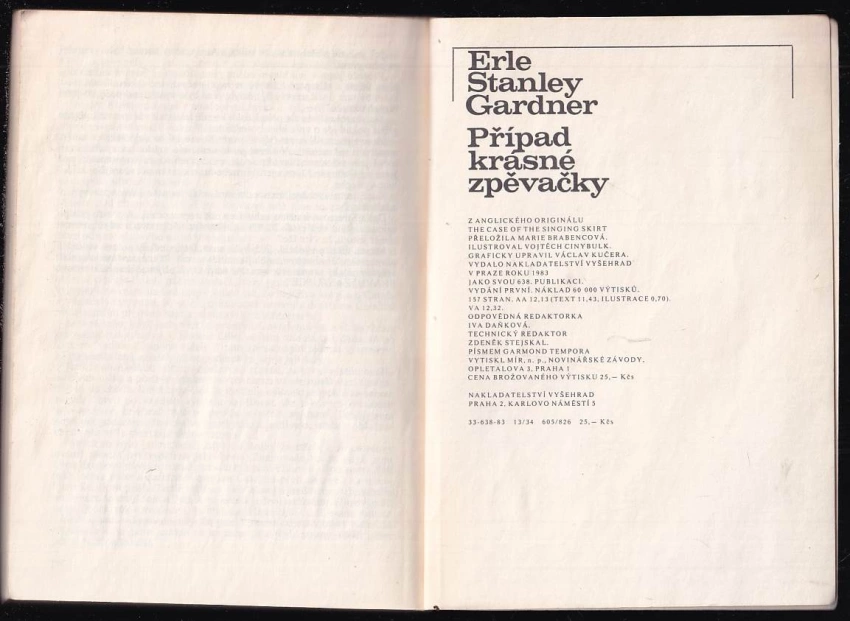 Erle
Stanley
Gardner
Případ
krásné
zpěvačky
Z ANGLICKÉHO ORIGINÁLU
THE CASE OF THE SINGING SKIRT
PŘELOŽILA MARIE BRABENCOVÁ.
ILUSTROVAL VOJTĚCH CINYBULK.
GRAFICKY UPRAVIL VÁCLAV KUČERA.
VYDALO NAKLADATELSTVÍ VYŠEHRAD
V PRAZE ROKU 1983
JAKO SVOU 638. PUBLIKACI.
VYDÁNÍ PRVNÍ. NÁKLAD 60 000 VÝTISKŮ.
157 STRAN. AA 12,13 (TEXT 11,43, ILUSTRACE 0,70).
VA 12,32.
ODPOVĚDNÁ REDAKTORKA
IVA DAŇKOVÁ.
TECHNICKÝ REDAKTOR
ZDENĚK STEJSKAL.
PÍSMEM GARMOND TEMPORA
VYTISKL MÍR, n. p., NOVINÁŘSKÉ ZÁVODY,
OPLETALOVA 3, PRAHA 1
CENA BROŽOVANÉHO VÝTISKU 25,— Kčs
NAKLADATELSTVÍ VYŠEHRAD
PRAHA 2, KARLOVO NÁMĚSTÍ 5
33-638-83 13/34 605/826 25,— Kčs